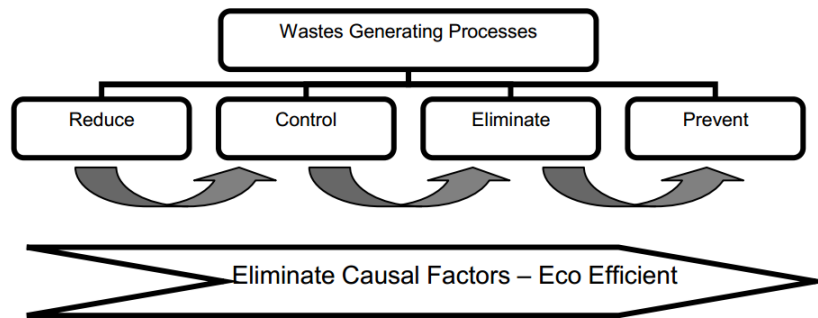 Wastes Generating Processes
Reduce
Control
Eliminate
Prevent
Eliminate Causal Factors – Eco Efficient